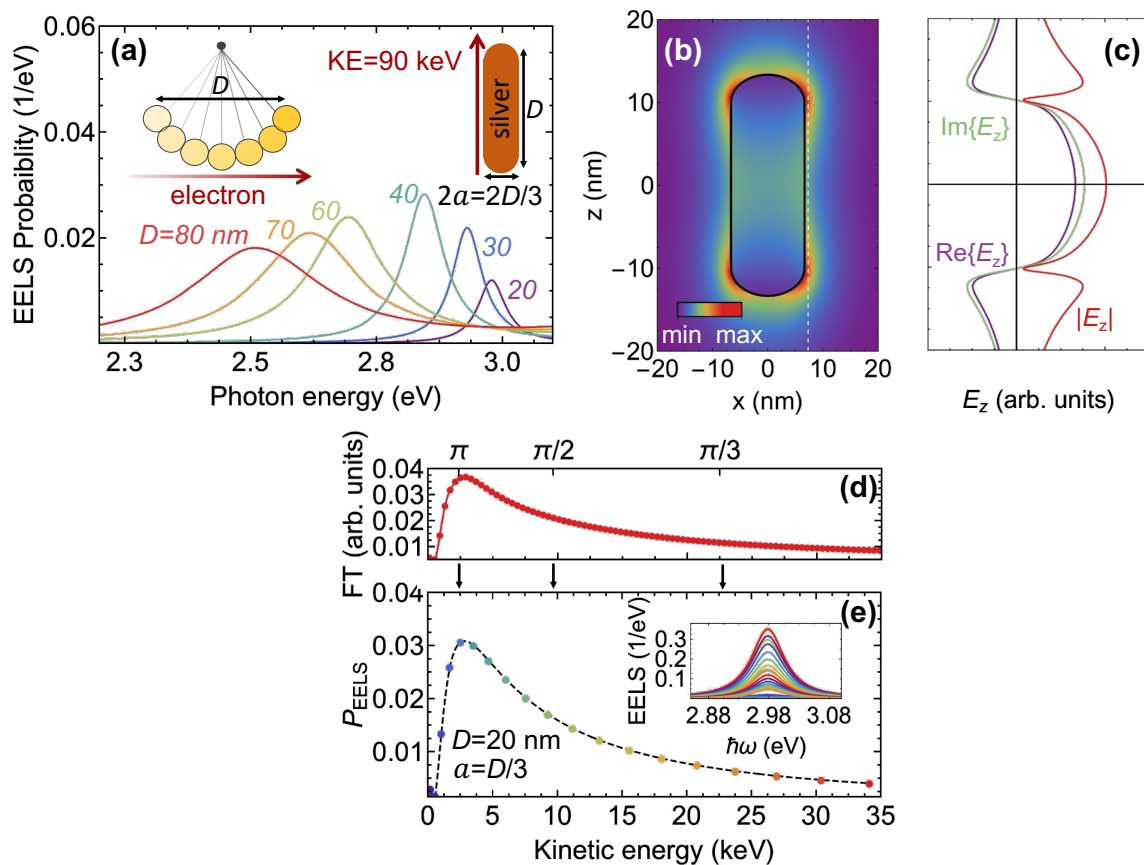 (a)
KE=90 keV
silver
D
D
electron
2a=2D/3
D=80 nm
70
60
40
30
20
0.06
0.04
0.02
EELS Probaiblity (1/eV)
2.3
2.5
2.8
3.0
Photon energy (eV)
(b)
20
10
0
−10
−20
z (nm)
min max
−20 −10 0 10 20
x (nm)
(c)
Im{E_z}
Re{E_z}
|E_z|
E_z (arb. units)
π
π/2
π/3
(d)
0.04
0.03
0.02
0.01
FT (arb. units)
(e)
0.04
0.03
0.02
0.01
P_EELS
D=20 nm
a=D/3
EELS (1/eV)
0.3
0.2
0.1
2.88 2.98 3.08
ħω (eV)
0 5 10 15 20 25 30 35
Kinetic energy (keV)